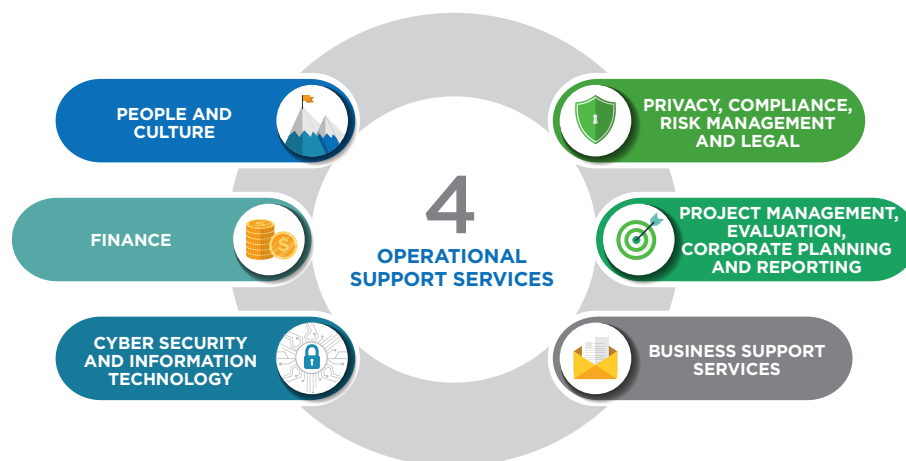 4
OPERATIONAL
SUPPORT SERVICES
PEOPLE AND
CULTURE
FINANCE
CYBER SECURITY
AND INFORMATION
TECHNOLOGY
PRIVACY, COMPLIANCE,
RISK MANAGEMENT
AND LEGAL
PROJECT MANAGEMENT,
EVALUATION,
CORPORATE PLANNING
AND REPORTING
BUSINESS SUPPORT
SERVICES